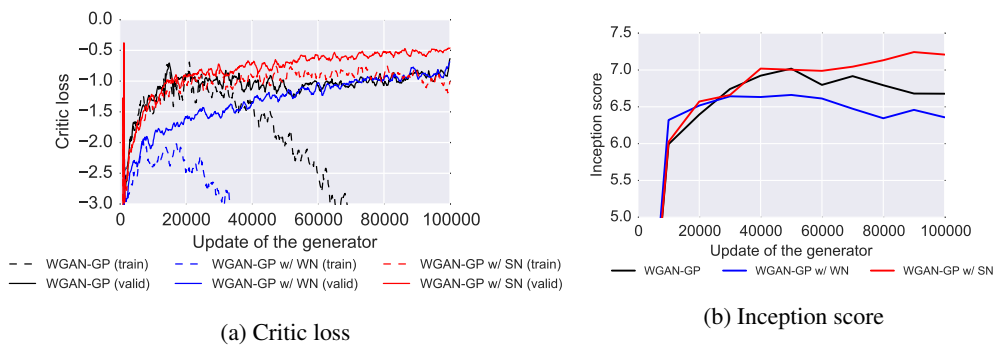 0.0
−0.5
−1.0
−1.5
−2.0
−2.5
−3.0
Critic loss
0 20000 40000 60000 80000 100000
Update of the generator
WGAN-GP (train)
WGAN-GP w/ WN (train)
WGAN-GP w/ SN (train)
WGAN-GP (valid)
WGAN-GP w/ WN (valid)
WGAN-GP w/ SN (valid)
(a) Critic loss
7.5
7.0
6.5
6.0
5.5
5.0
Inception score
0 20000 40000 60000 80000 100000
Update of the generator
WGAN-GP
WGAN-GP w/ WN
WGAN-GP w/ SN
(b) Inception score